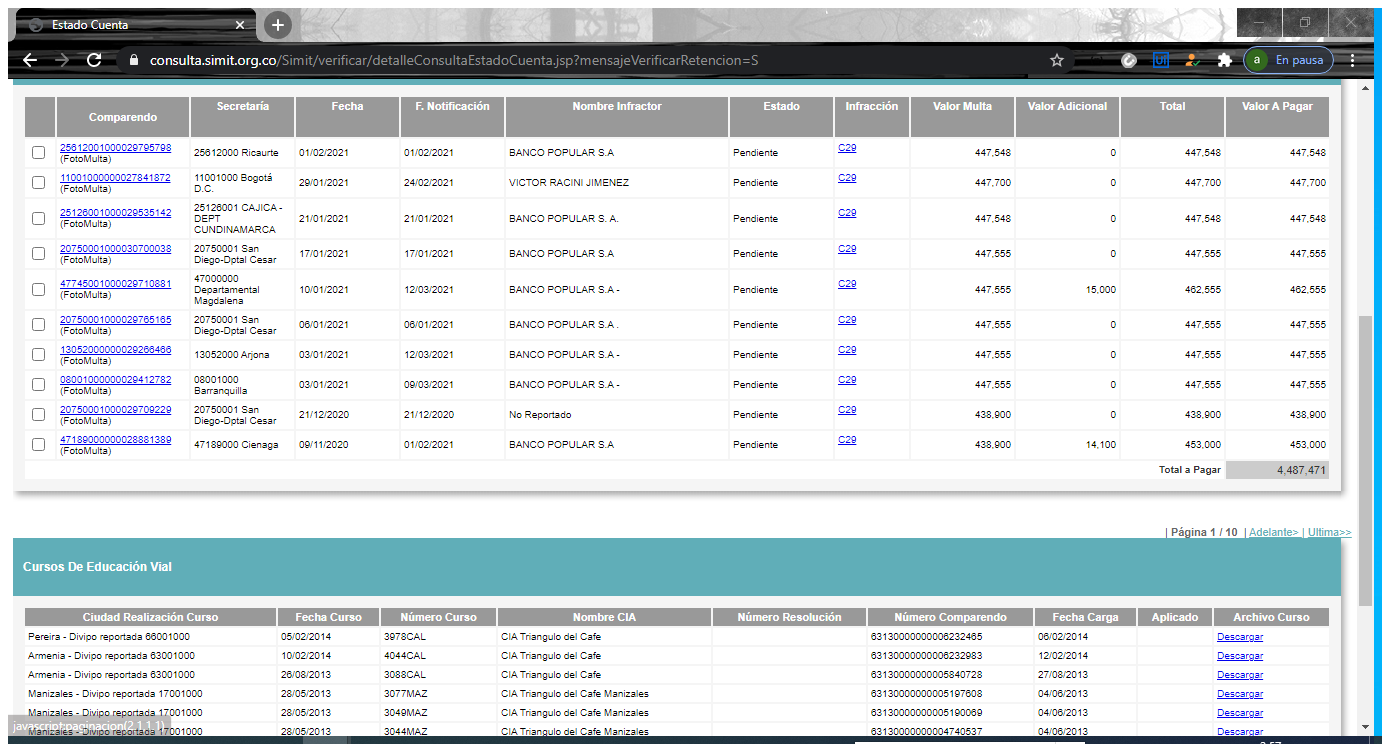 Estado Cuenta
consulta.simit.org.co/Simit/verificar/detalleConsultaEstadoCuenta.jsp?mensajeVerificarRetencion=S
a En pausa
Comparendo Secretaría Fecha F. Notificación Nombre Infractor Estado Infracción Valor Multa Valor Adicional Total Valor A Pagar
25612001000029795798 (FotoMulta) 25612000 Ricaurte 01/02/2021 01/02/2021 BANCO POPULAR S.A Pendiente C29 447,548 0 447,548 447,548
11001000000027841872 (FotoMulta) 11001000 Bogotá D.C. 29/01/2021 24/02/2021 VICTOR RACINI JIMENEZ Pendiente C29 447,700 0 447,700 447,700
25126001000029535142 (FotoMulta) 25126001 CAJICA - DEPT CUNDINAMARCA 21/01/2021 21/01/2021 BANCO POPULAR S. A. Pendiente C29 447,548 0 447,548 447,548
20750001000030700038 (FotoMulta) 20750001 San Diego-Dptal Cesar 17/01/2021 17/01/2021 BANCO POPULAR S.A Pendiente C29 447,555 0 447,555 447,555
47745001000029710881 (FotoMulta) 47000000 Departamental Magdalena 10/01/2021 12/03/2021 BANCO POPULAR S.A - Pendiente C29 447,555 15,000 462,555 462,555
20750001000029765165 (FotoMulta) 20750001 San Diego-Dptal Cesar 06/01/2021 06/01/2021 BANCO POPULAR S.A . Pendiente C29 447,555 0 447,555 447,555
13052000000029266466 (FotoMulta) 13052000 Arjona 03/01/2021 12/03/2021 BANCO POPULAR S.A - Pendiente C29 447,555 0 447,555 447,555
08001000000029412782 (FotoMulta) 08001000 Barranquilla 03/01/2021 09/03/2021 BANCO POPULAR S.A - Pendiente C29 447,555 0 447,555 447,555
20750001000029709229 (FotoMulta) 20750001 San Diego-Dptal Cesar 21/12/2020 21/12/2020 No Reportado Pendiente C29 438,900 0 438,900 438,900
47189000000028881389 (FotoMulta) 47189000 Cienaga 09/11/2020 01/02/2021 BANCO POPULAR S.A Pendiente C29 438,900 14,100 453,000 453,000
Total a Pagar 4,487,471
| Página 1 / 10 | Adelante> | Ultima>>
Cursos De Educación Vial
Ciudad Realización Curso Fecha Curso Número Curso Nombre CIA Número Resolución Número Comparendo Fecha Carga Aplicado Archivo Curso
Pereira - Divipo reportada 66001000 05/02/2014 3978CAL CIA Triangulo del Cafe 63130000000006232465 06/02/2014 Descargar
Armenia - Divipo reportada 63001000 10/02/2014 4044CAL CIA Triangulo del Cafe 63130000000006232983 12/02/2014 Descargar
Armenia - Divipo reportada 63001000 26/08/2013 3088CAL CIA Triangulo del Cafe 63130000000005840728 27/08/2013 Descargar
Manizales - Divipo reportada 17001000 28/05/2013 3077MAZ CIA Triangulo del Cafe Manizales 63130000000005197608 04/06/2013 Descargar
Manizales - Divipo reportada 17001000 28/05/2013 3049MAZ CIA Triangulo del Cafe Manizales 63130000000005190069 04/06/2013 Descargar
Manizales - Divipo reportada 17001000 28/05/2013 3044MAZ CIA Triangulo del Cafe Manizales 63130000000004740537 04/06/2013 Descargar
javascript:paginacion(2,1,1,1)